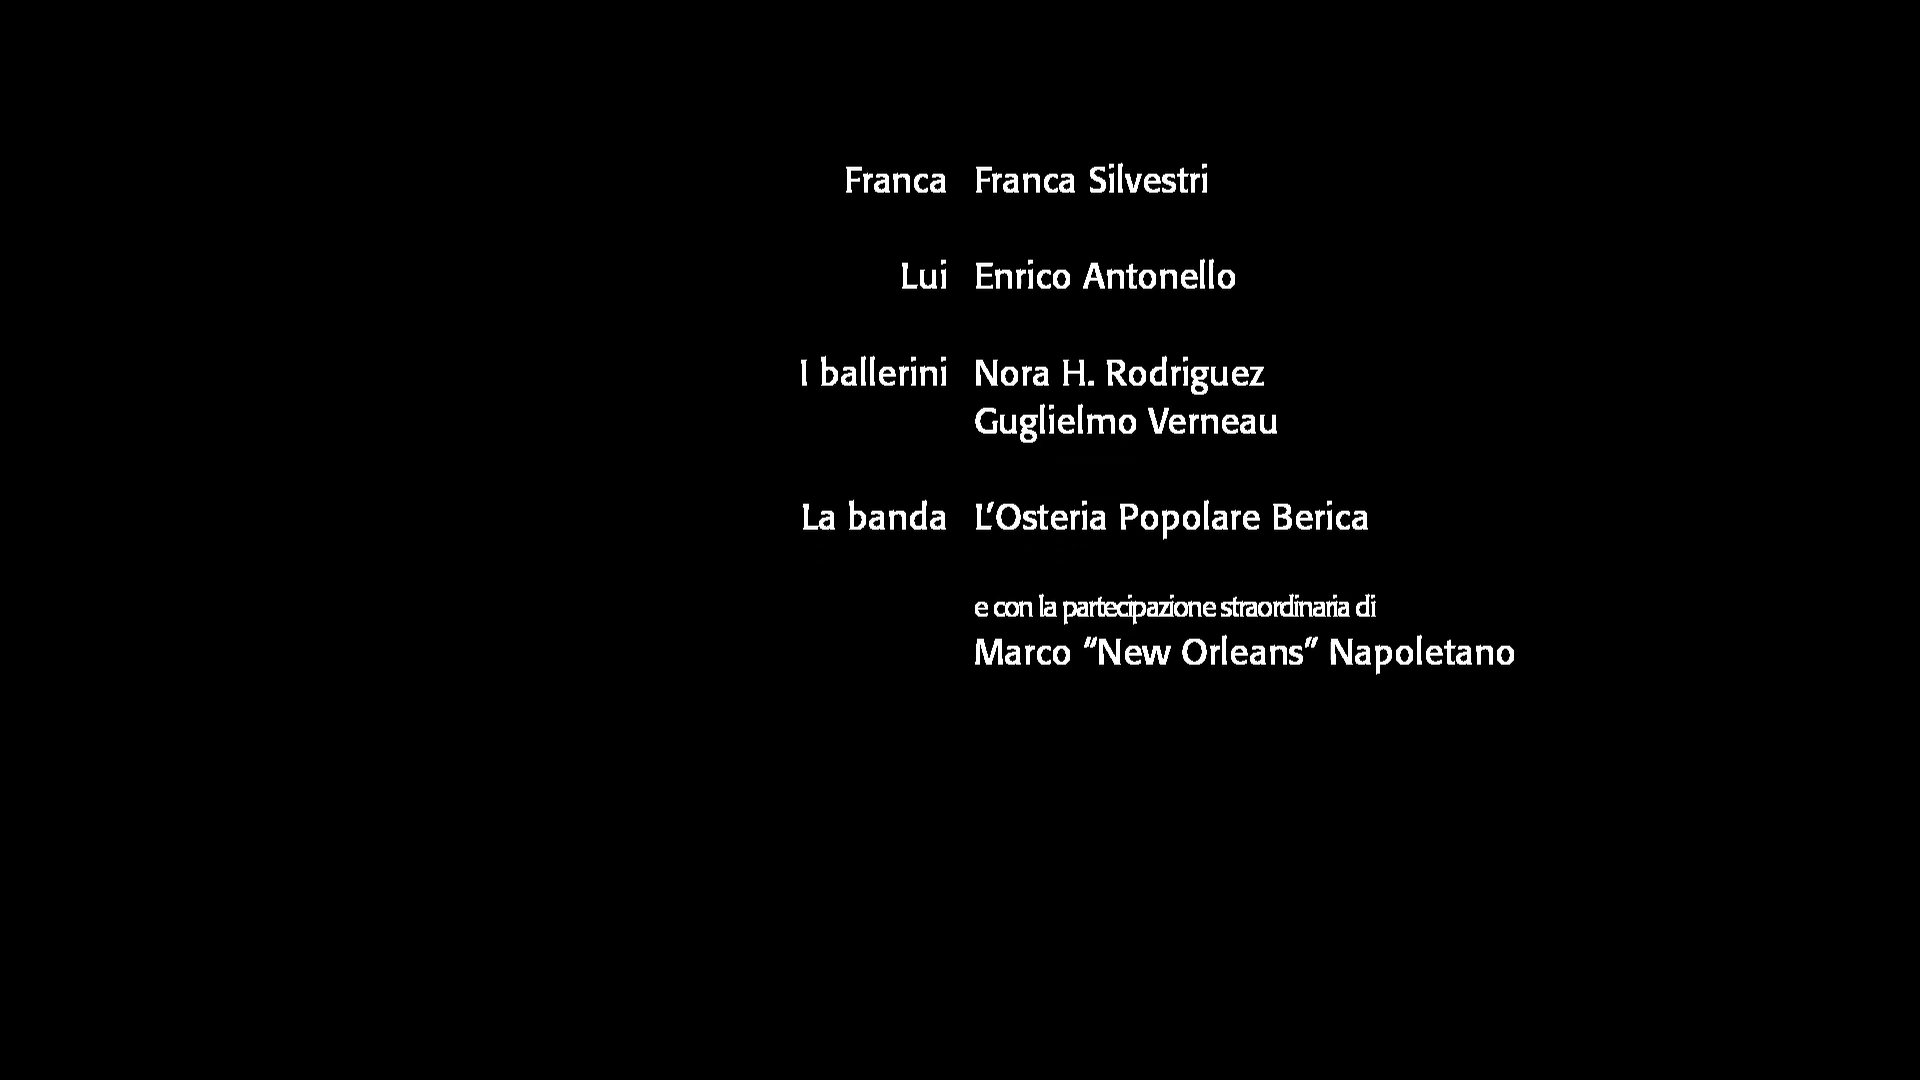 Franca Franca Silvestri
Lui Enrico Antonello
I ballerini Nora H. Rodriguez
Guglielmo Verneau
La banda L’Osteria Popolare Berica
e con la partecipazione straordinaria di
Marco “New Orleans” Napoletano